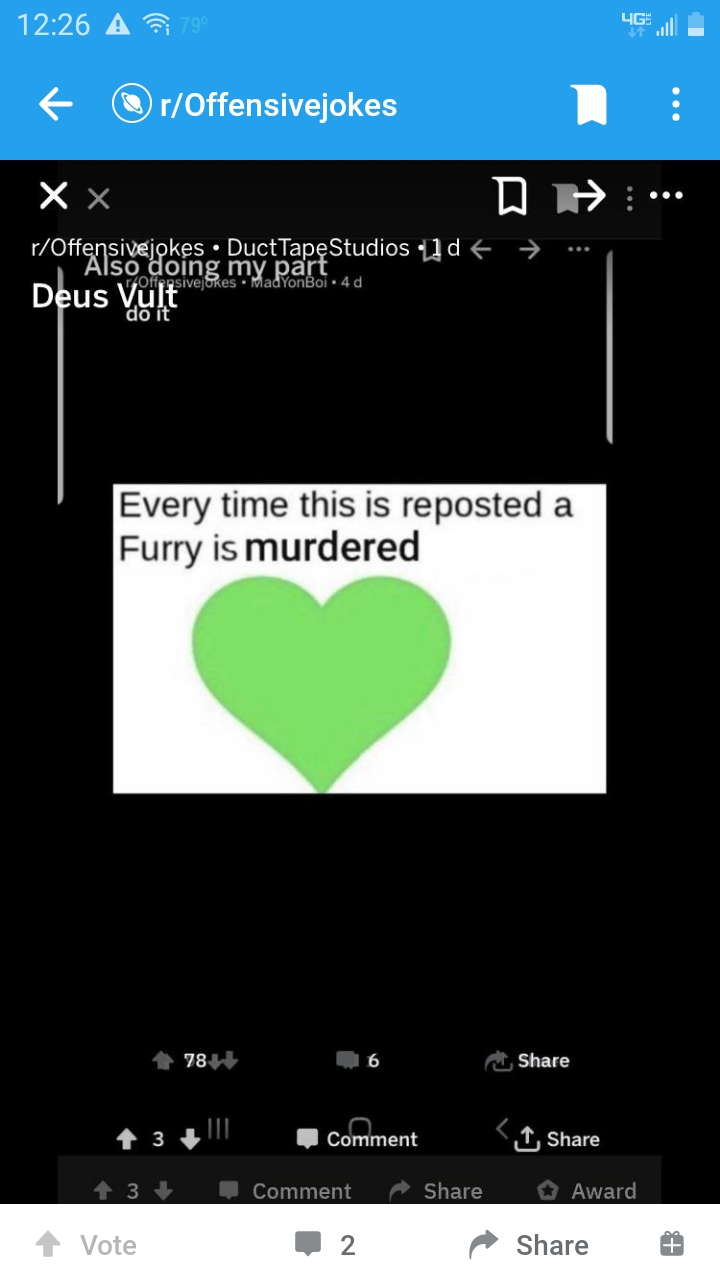 12:26
79°
4G LTE
r/Offensivejokes
r/Offensivejokes • DuctTapeStudios • 1 d
Also doing my part
r/Offensivejokes • MadYonBoi • 4 d
Deus Vult
do it
Every time this is reposted a
Furry is murdered
78
6
Share
3
Comment
Share
3
Comment
Share
Award
Vote
2
Share